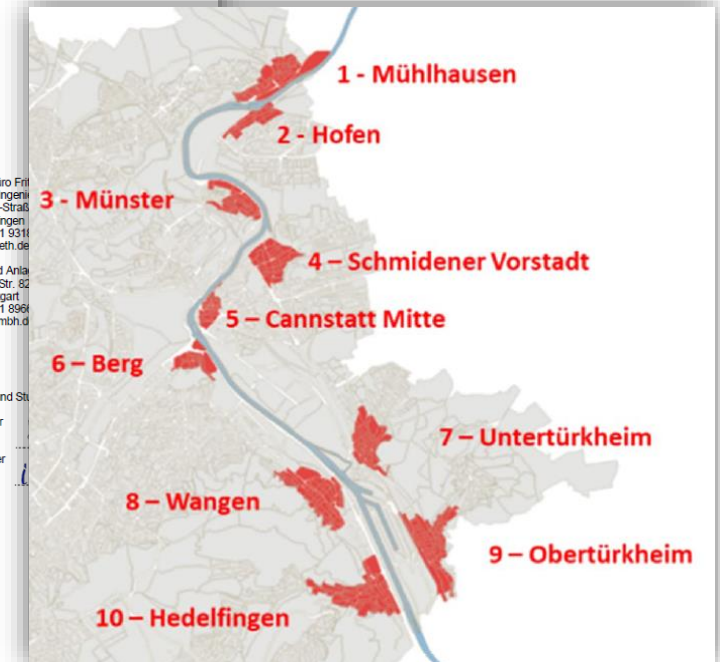 1 - Mühlhausen
2 - Hofen
3 - Münster
4 – Schmidener Vorstadt
5 – Cannstatt Mitte
6 – Berg
7 – Untertürkheim
8 – Wangen
9 – Obertürkheim
10 – Hedelfingen